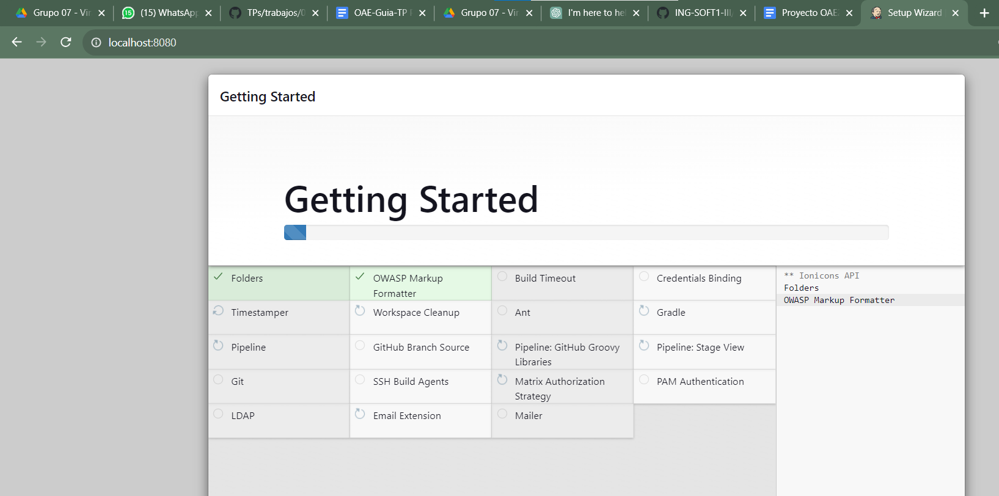 Grupo 07 - Vir
(15) WhatsApp
TPs/trabajos/0
OAE-Guia-TP
Grupo 07 - Vir
I'm here to hel
ING-SOFT1-III/
Proyecto OAE
Setup Wizard
localhost:8080
Getting Started
Getting Started
Folders
OWASP Markup
Formatter
Build Timeout
Credentials Binding
Timestamper
Workspace Cleanup
Ant
Gradle
Pipeline
GitHub Branch Source
Pipeline: GitHub Groovy
Libraries
Pipeline: Stage View
Git
SSH Build Agents
Matrix Authorization
Strategy
PAM Authentication
LDAP
Email Extension
Mailer
** Ionicons API
Folders
OWASP Markup Formatter